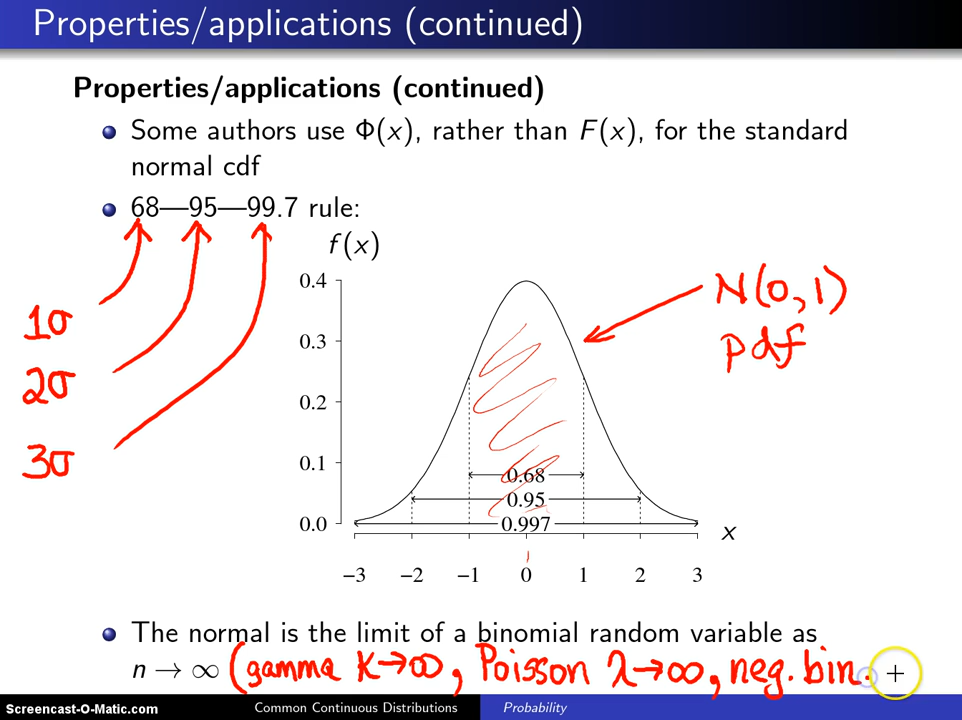 Properties/applications (continued)
Properties/applications (continued)
Some authors use Φ(x), rather than F(x), for the standard
normal cdf
68—95—99.7 rule:
f(x)
0.4
0.3
0.2
0.1
0.0
1σ
2σ
3σ
N(0,1)
pdf
0.68
0.95
0.997
x
−3 −2 −1 0 1 2 3
The normal is the limit of a binomial random variable as
n → ∞ (gamma κ→∞, Poisson λ→∞, neg. bin.
Screencast-O-Matic.com Common Continuous Distributions Probability